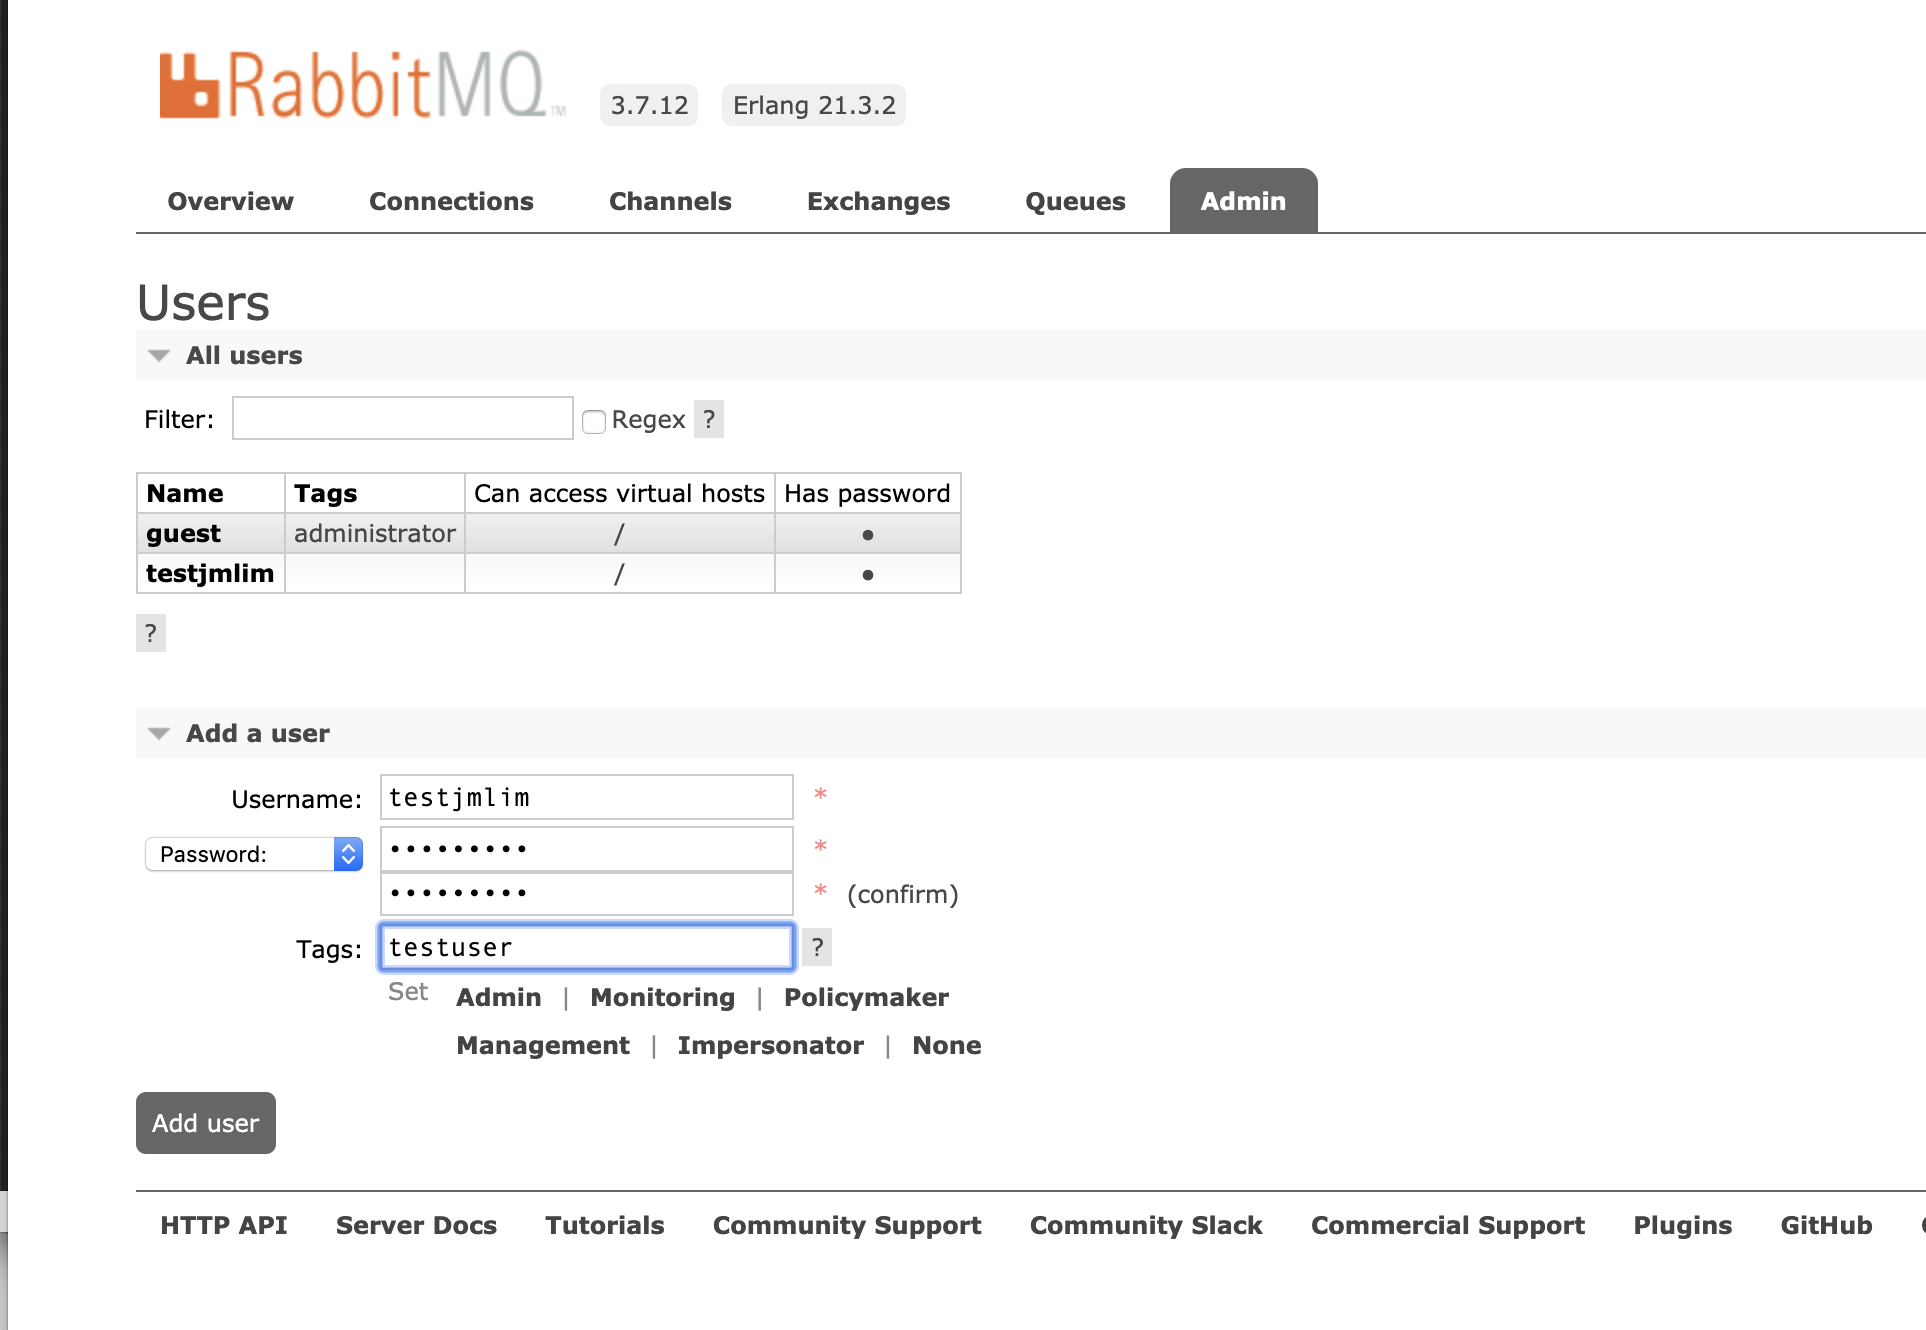 RabbitMQ TM 3.7.12 Erlang 21.3.2
Overview Connections Channels Exchanges Queues Admin
Users
All users
Filter: Regex ?
Name Tags Can access virtual hosts Has password
guest administrator / ●
testjmlim / ●
?
Add a user
Username: testjmlim *
Password: ••••••••• *
••••••••• * (confirm)
Tags: testuser ?
Set Admin | Monitoring | Policymaker
Management | Impersonator | None
Add user
HTTP API Server Docs Tutorials Community Support Community Slack Commercial Support Plugins GitHub